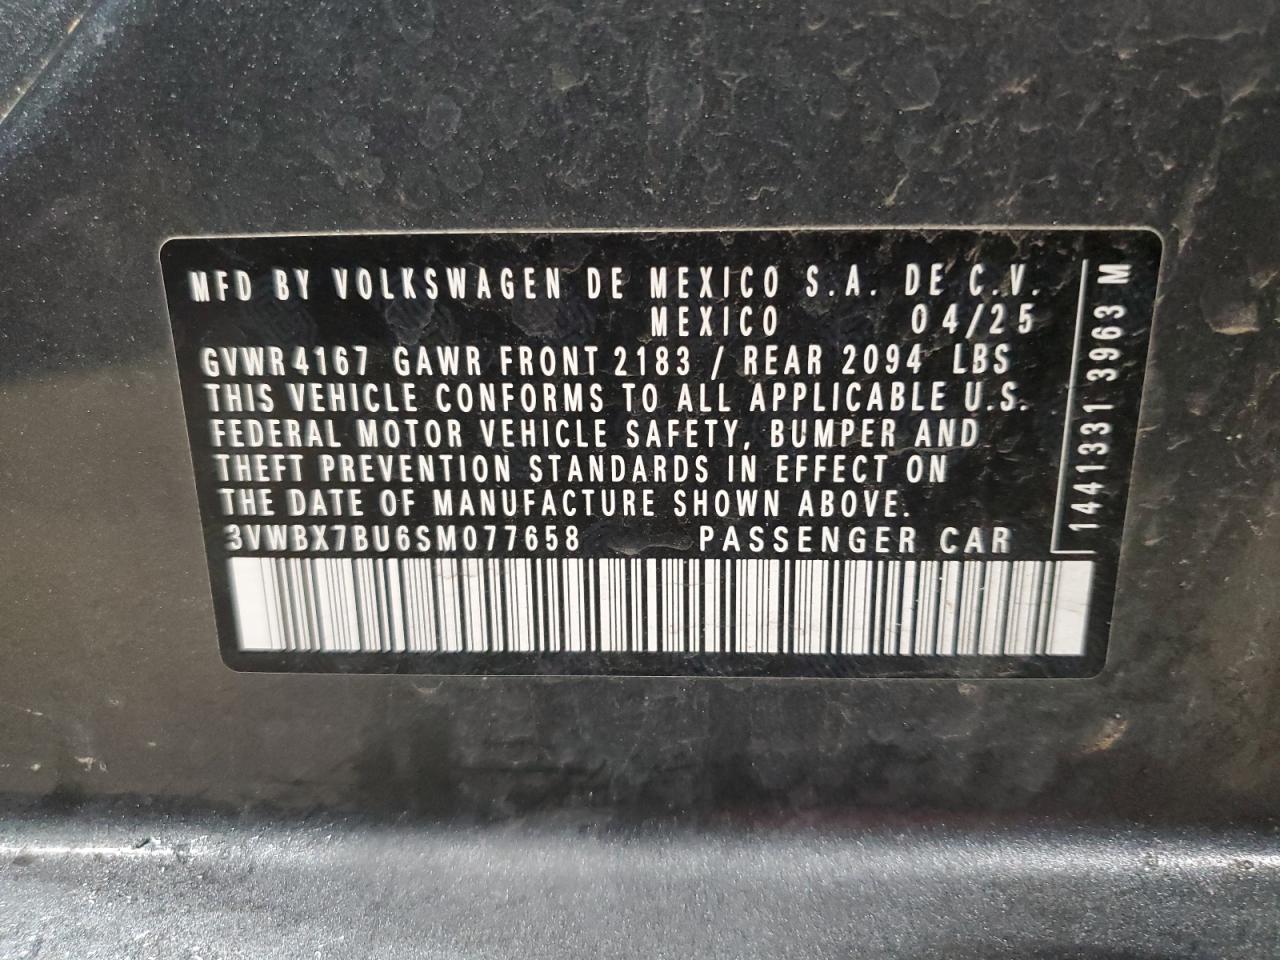 MFD BY VOLKSWAGEN DE MEXICO S.A. DE C.V.
MEXICO 04/25
GVWR 4167 GAWR FRONT 2183 / REAR 2094 LBS
THIS VEHICLE CONFORMS TO ALL APPLICABLE U.S.
FEDERAL MOTOR VEHICLE SAFETY, BUMPER AND
THEFT PREVENTION STANDARDS IN EFFECT ON
THE DATE OF MANUFACTURE SHOWN ABOVE.
3VWBX7BU6SM077658 PASSENGER CAR
1441331 3963 M